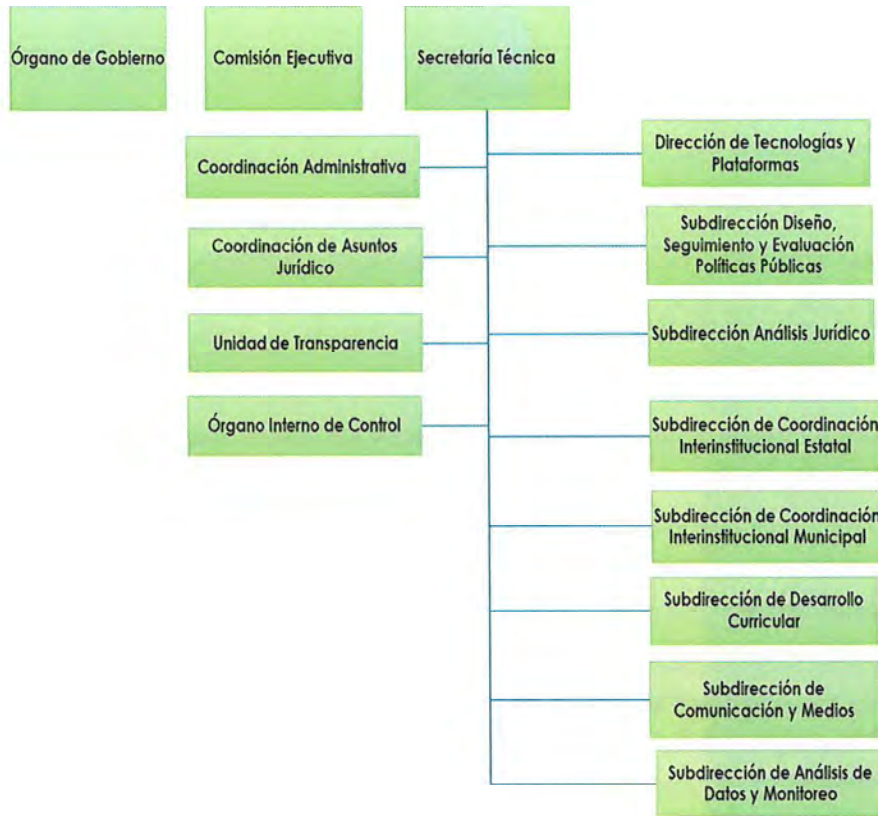 Órgano de Gobierno
Comisión Ejecutiva
Secretaría Técnica
Coordinación Administrativa
Coordinación de Asuntos
Jurídico
Unidad de Transparencia
Órgano Interno de Control
Dirección de Tecnologías y
Plataformas
Subdirección Diseño,
Seguimiento y Evaluación
Políticas Públicas
Subdirección Análisis Jurídico
Subdirección de Coordinación
Interinstitucional Estatal
Subdirección de Coordinación
Interinstitucional Municipal
Subdirección de Desarrollo
Curricular
Subdirección de
Comunicación y Medios
Subdirección de Análisis de
Datos y Monitoreo